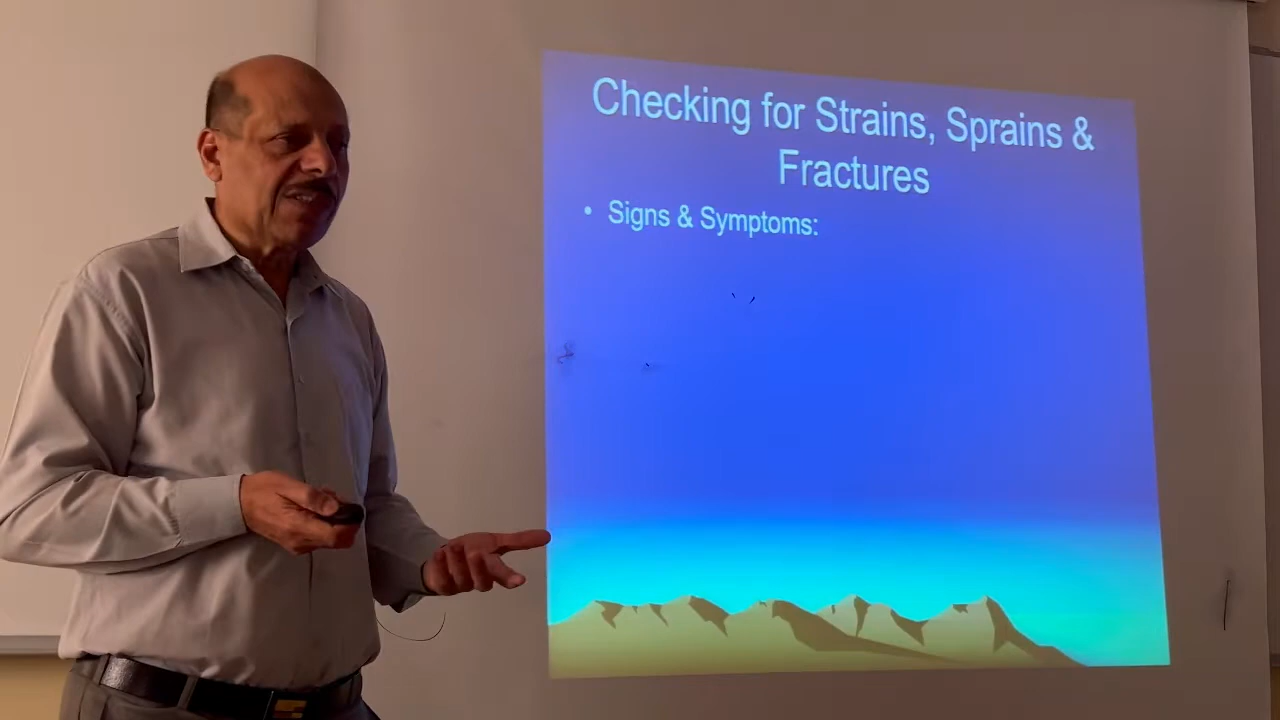 Checking for Strains, Sprains &
Fractures
• Signs & Symptoms: